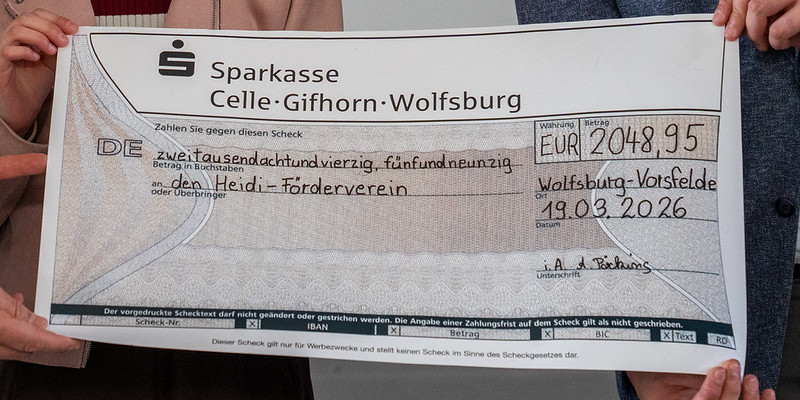 Sparkasse
Celle·Gifhorn·Wolfsburg
Zahlen Sie gegen diesen Scheck
Währung Betrag
EUR 2048,95
DE zweitausendachtundvierzig, fünfundneunzig
Betrag in Buchstaben
an den Heidi-Förderverein
oder Überbringer
Wolfsburg-Vorsfelde
Ort
19.03.2026
Datum
i.A. A.
Unterschrift
Der vorgedruckte Schecktext darf nicht geändert oder gestrichen werden. Die Angabe einer Zahlungsfrist auf dem Scheck gilt als nicht geschrieben.
Scheck-Nr. X IBAN X Betrag X BIC X Text RD
Dieser Scheck gilt nur für Werbezwecke und stellt keinen Scheck im Sinne des Scheckgesetzes dar.